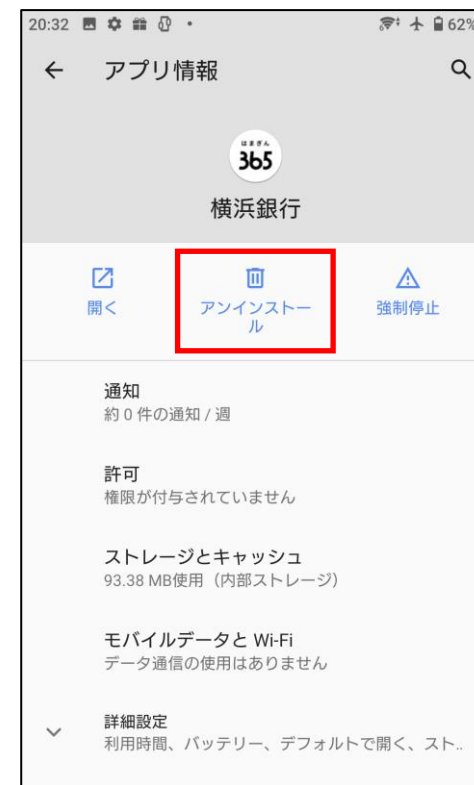 20:32
62%
アプリ情報
はまぎん
365
横浜銀行
開く
アンインストー
ル
強制停止
通知
約 0 件の通知 / 週
許可
権限が付与されていません
ストレージとキャッシュ
93.38 MB使用（内部ストレージ）
モバイルデータと Wi-Fi
データ通信の使用はありません
詳細設定
利用時間、バッテリー、デフォルトで開く、スト..